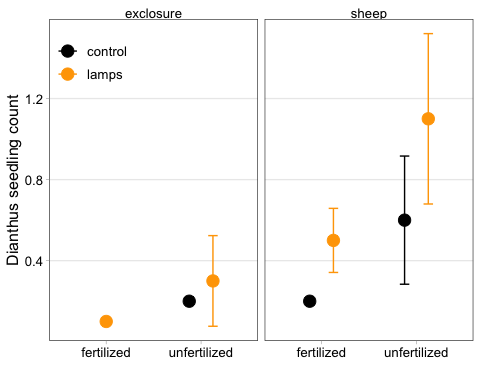 exclosure
sheep
control
lamps
Dianthus seedling count
1.2
0.8
0.4
fertilized
unfertilized
fertilized
unfertilized